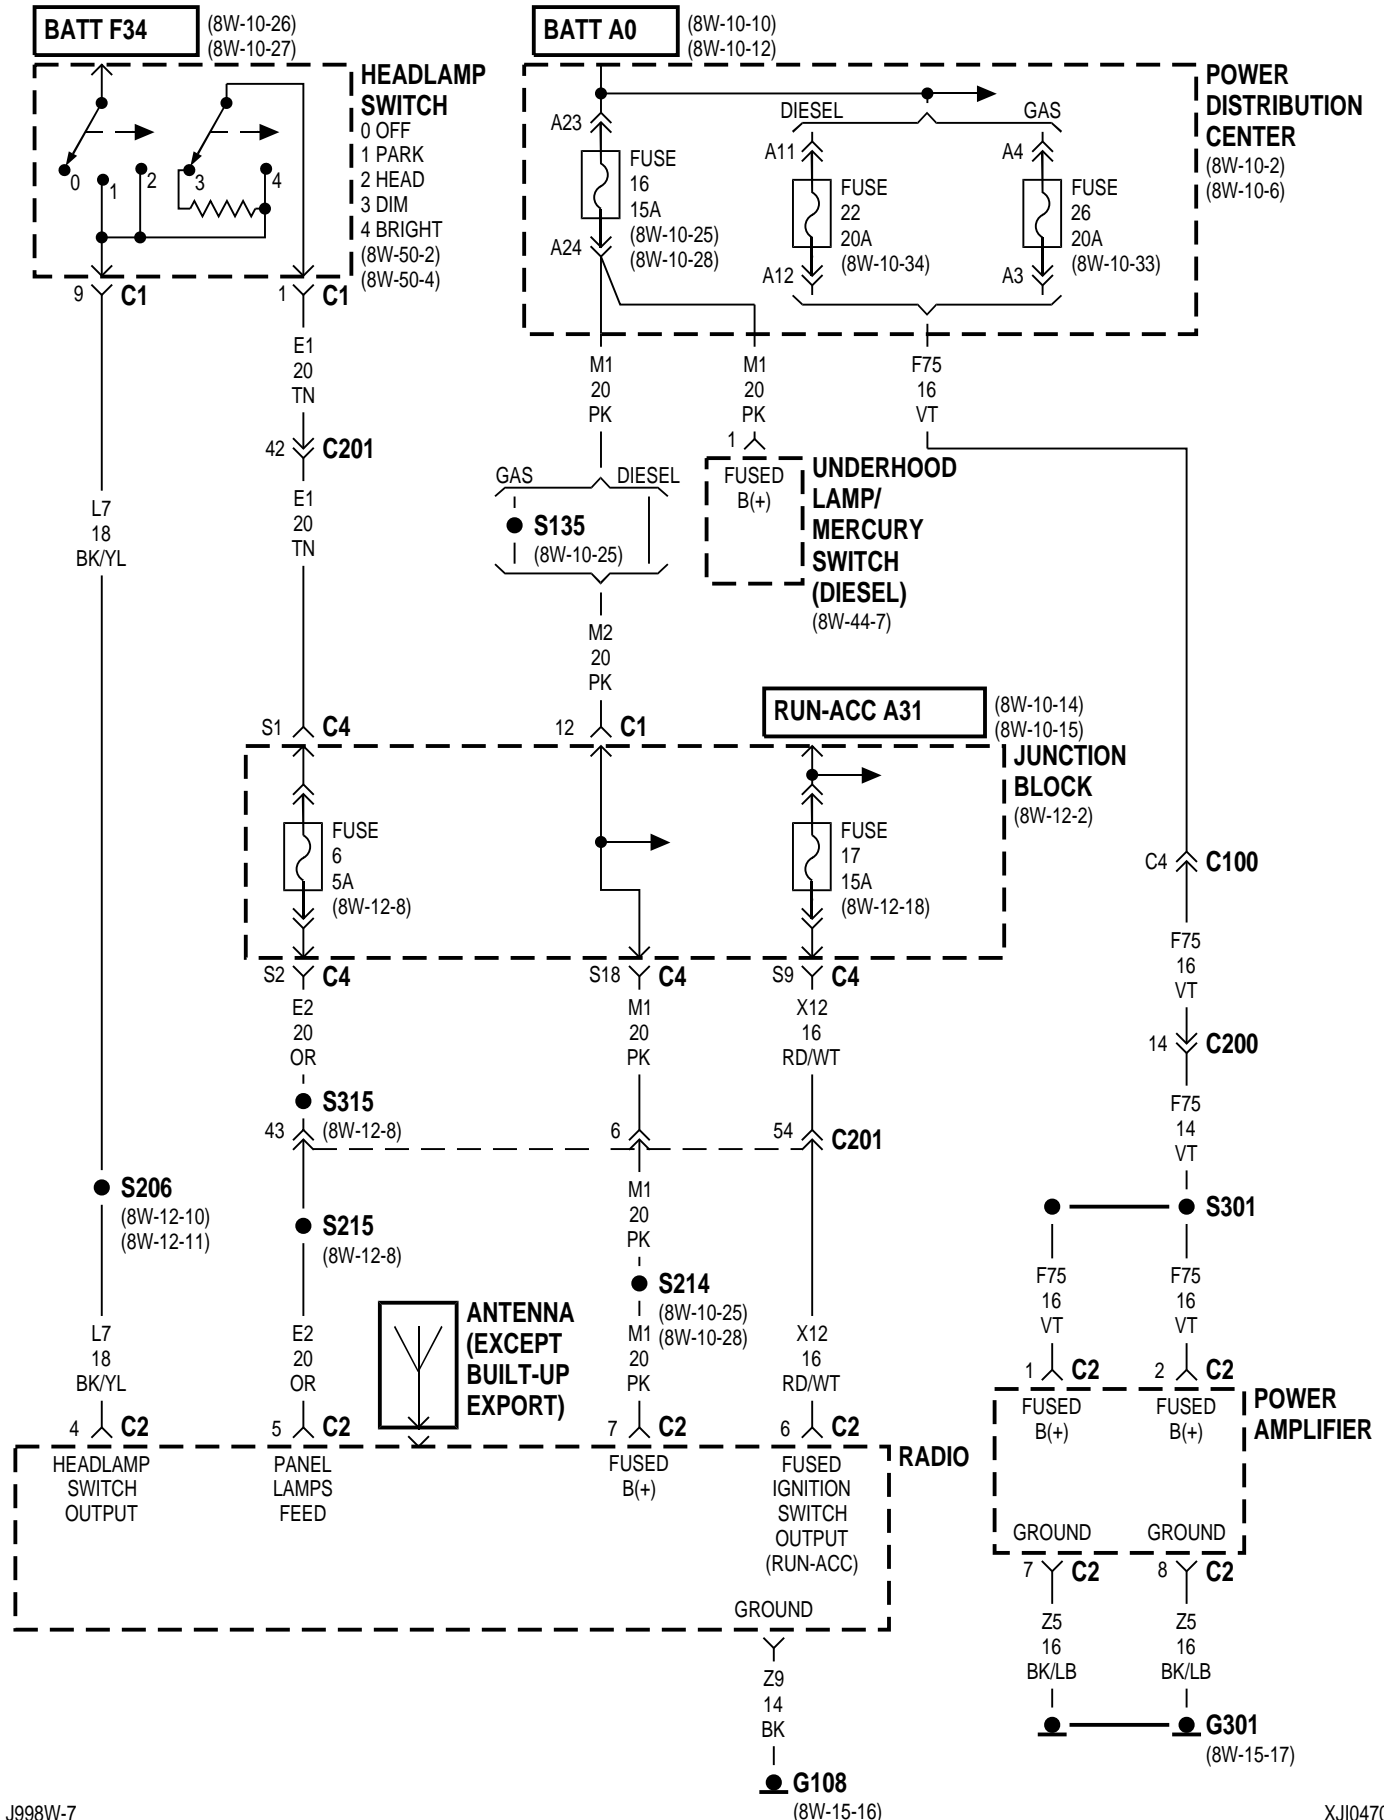 BATT F34
(8W-10-26)
(8W-10-27)
BATT A0
(8W-10-10)
(8W-10-12)
HEADLAMP
SWITCH
0 OFF
1 PARK
2 HEAD
3 DIM
4 BRIGHT
(8W-50-2)
(8W-50-4)
0
1
2
3
4
9
C1
1
C1
POWER
DISTRIBUTION
CENTER
(8W-10-2)
(8W-10-6)
A23
FUSE
16
15A
(8W-10-25)
(8W-10-28)
A24
DIESEL
GAS
A11
FUSE
22
20A
(8W-10-34)
A12
A4
FUSE
26
20A
(8W-10-33)
A3
E1
20
TN
42
C201
E1
20
TN
L7
18
BK/YL
M1
20
PK
M1
20
PK
F75
16
VT
1
FUSED
B(+)
UNDERHOOD
LAMP/
MERCURY
SWITCH
(DIESEL)
(8W-44-7)
GAS
DIESEL
S135
(8W-10-25)
M2
20
PK
S1
C4
12
C1
RUN-ACC A31
(8W-10-14)
(8W-10-15)
JUNCTION
BLOCK
(8W-12-2)
FUSE
6
5A
(8W-12-8)
FUSE
17
15A
(8W-12-18)
C4
C100
S2
C4
S18
C4
S9
C4
E2
20
OR
M1
20
PK
X12
16
RD/WT
F75
16
VT
14
C200
S315
(8W-12-8)
43
6
54
C201
F75
14
VT
S206
(8W-12-10)
(8W-12-11)
S215
(8W-12-8)
M1
20
PK
S301
S214
(8W-10-25)
(8W-10-28)
F75
16
VT
F75
16
VT
L7
18
BK/YL
E2
20
OR
ANTENNA
(EXCEPT
BUILT-UP
EXPORT)
M1
20
PK
X12
16
RD/WT
1
C2
2
C2
POWER
AMPLIFIER
FUSED
B(+)
FUSED
B(+)
4
C2
5
C2
7
C2
6
C2
RADIO
HEADLAMP
SWITCH
OUTPUT
PANEL
LAMPS
FEED
FUSED
B(+)
FUSED
IGNITION
SWITCH
OUTPUT
(RUN-ACC)
GROUND
GROUND
GROUND
7
C2
8
C2
Z5
16
BK/LB
Z5
16
BK/LB
Z9
14
BK
G301
(8W-15-17)
G108
(8W-15-16)
J998W-7
XJI0470